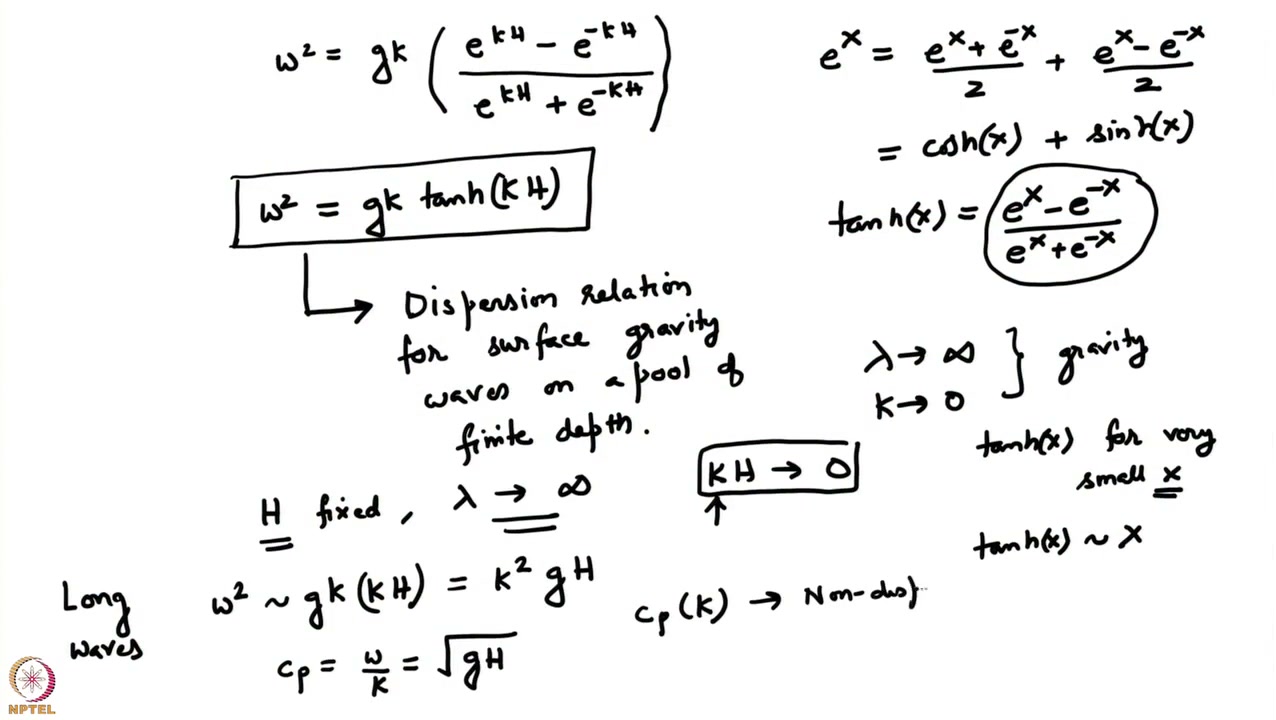 ω² = gk ( (e^{kH} − e^{−kH}) / (e^{kH} + e^{−kH}) )
ω² = gk tanh(kH)
Dispersion relation
for surface gravity
waves on a pool of
finite depth.
H fixed, λ → ∞
Long
waves
ω² ~ gk(kH) = k² gH
c_p = ω/k = √(gH)
e^x = (e^x + e^{−x})/2 + (e^x − e^{−x})/2
= cosh(x) + sinh(x)
tanh(x) = (e^x − e^{−x}) / (e^x + e^{−x})
λ → ∞ } gravity
k → 0
tanh(x) for very
small x
kH → 0
tanh(x) ~ x
c_p(k) → Non-disp
NPTEL